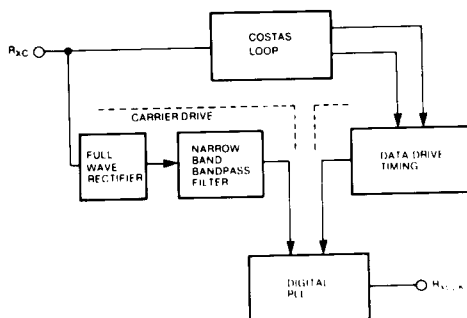 COSTAS
LOOP
RXC
CARRIER DRIVE
FULL
WAVE
RECTIFIER
NARROW
BAND
BANDPASS
FILTER
DATA DRIVE
TIMING
DIGITAL
PLL